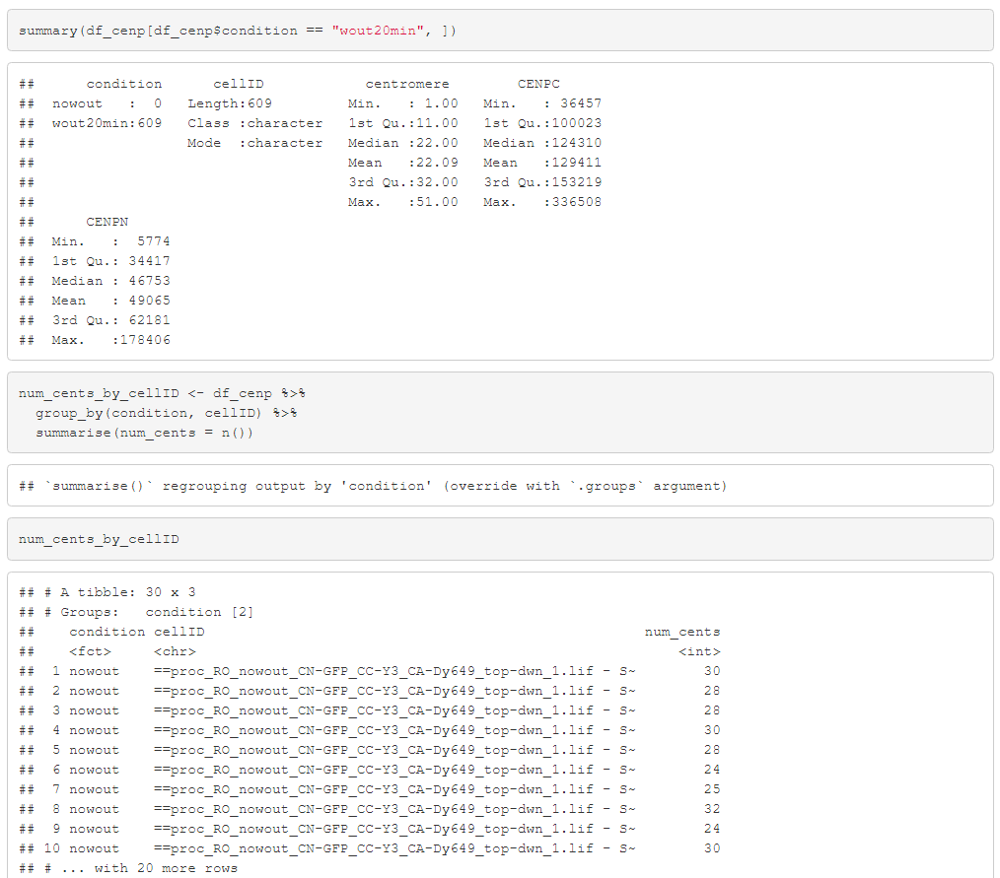 summary(df_cenp[df_cenp$condition == "wout20min", ])
##      condition      cellID            centromere        CENPC
##  nowout   :  0   Length:609         Min.   : 1.00   Min.   : 36457
##  wout20min:609   Class :character   1st Qu.:11.00   1st Qu.:100023
##                  Mode  :character   Median :22.00   Median :124310
##                                     Mean   :22.09   Mean   :129411
##                                     3rd Qu.:32.00   3rd Qu.:153219
##                                     Max.   :51.00   Max.   :336508
##      CENPN
##  Min.   :  5774
##  1st Qu.: 34417
##  Median : 46753
##  Mean   : 49065
##  3rd Qu.: 62181
##  Max.   :178406
num_cents_by_cellID <- df_cenp %>%
  group_by(condition, cellID) %>%
  summarise(num_cents = n())
## `summarise()` regrouping output by 'condition' (override with `.groups` argument)
num_cents_by_cellID
## # A tibble: 30 x 3
## # Groups:   condition [2]
##    condition cellID                                                     num_cents
##    <fct>     <chr>                                                          <int>
##  1 nowout    ==proc_RO_nowout_CN-GFP_CC-Y3_CA-Dy649_top-dwn_1.lif - S~        30
##  2 nowout    ==proc_RO_nowout_CN-GFP_CC-Y3_CA-Dy649_top-dwn_1.lif - S~        28
##  3 nowout    ==proc_RO_nowout_CN-GFP_CC-Y3_CA-Dy649_top-dwn_1.lif - S~        28
##  4 nowout    ==proc_RO_nowout_CN-GFP_CC-Y3_CA-Dy649_top-dwn_1.lif - S~        30
##  5 nowout    ==proc_RO_nowout_CN-GFP_CC-Y3_CA-Dy649_top-dwn_1.lif - S~        28
##  6 nowout    ==proc_RO_nowout_CN-GFP_CC-Y3_CA-Dy649_top-dwn_1.lif - S~        24
##  7 nowout    ==proc_RO_nowout_CN-GFP_CC-Y3_CA-Dy649_top-dwn_1.lif - S~        25
##  8 nowout    ==proc_RO_nowout_CN-GFP_CC-Y3_CA-Dy649_top-dwn_1.lif - S~        32
##  9 nowout    ==proc_RO_nowout_CN-GFP_CC-Y3_CA-Dy649_top-dwn_1.lif - S~        24
## 10 nowout    ==proc_RO_nowout_CN-GFP_CC-Y3_CA-Dy649_top-dwn_1.lif - S~        30
## # ... with 20 more rows